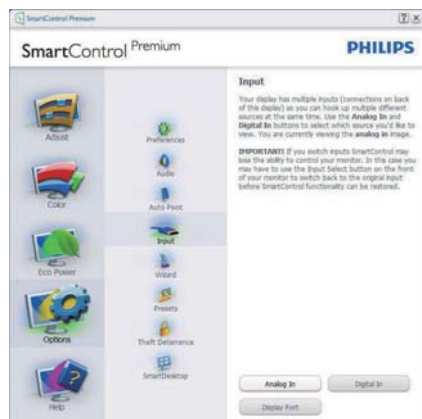 SmartControl Premium
SmartControl Premium
PHILIPS
Adjust
Color
Eco Power
Options
Help
Preferences
Audio
Auto Pivot
Input
Wizard
Presets
Theft Deterrence
SmartDesktop
Input
Your display has multiple inputs (connections on back
of this display) so you can hook up multiple different
sources at the same time. Use the Analog In and
Digital In buttons to select which source you'd like to
view. You are currently viewing the analog in image.
IMPORTANT! If you switch inputs SmartControl may
lose the ability to control your monitor. In this case you
may have to use the Input Select button on the front
of your monitor to switch back to the original input
before SmartControl functionality can be restored.
Analog In
Digital In
Display Port